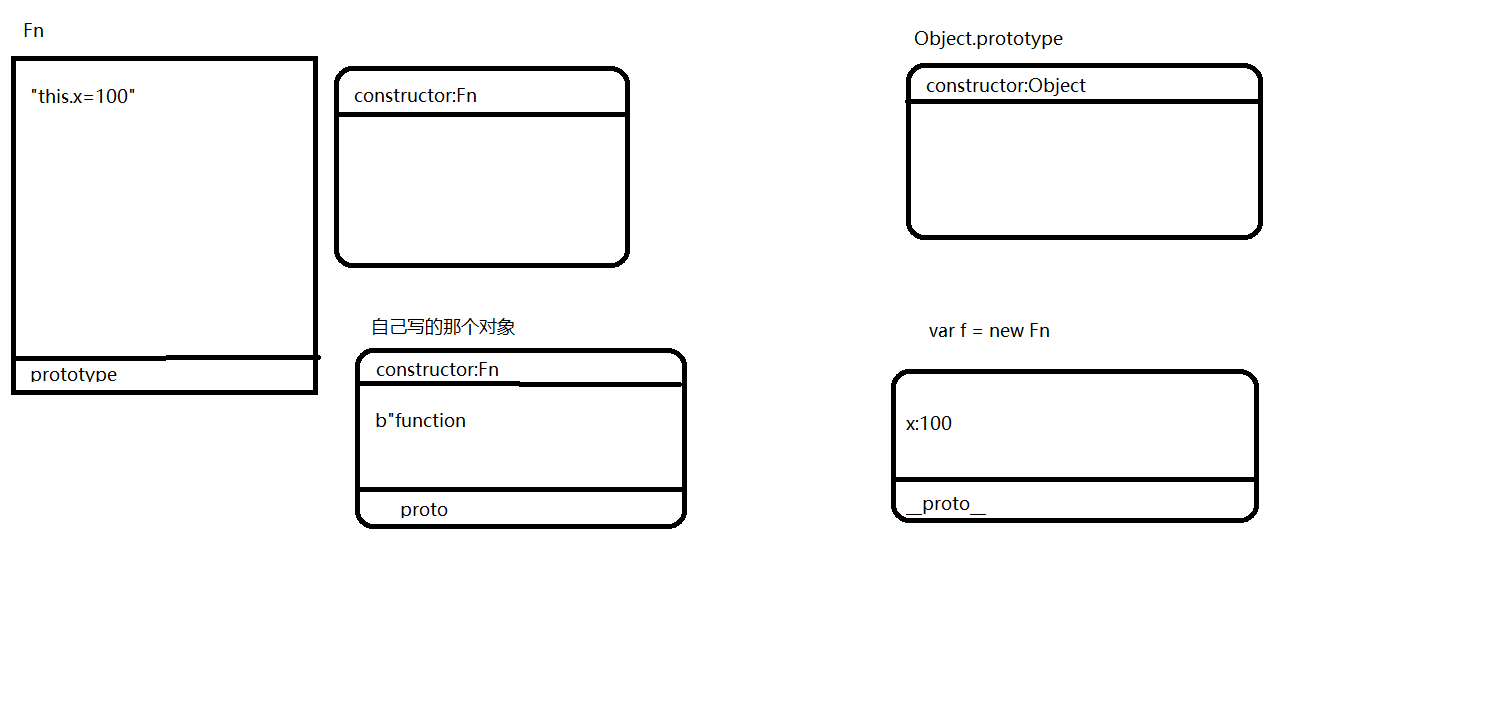 Fn
"this.x=100"
prototype
constructor:Fn
自己写的那个对象
constructor:Fn
b"function
proto
Object.prototype
constructor:Object
var f = new Fn
x:100
__proto__